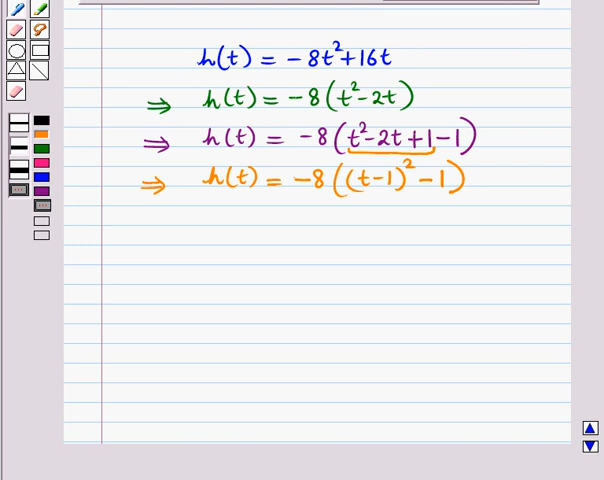 h(t) = -8t²+16t
⇒ h(t) = -8(t²-2t)
⇒ h(t) = -8(t²-2t+1-1)
⇒ h(t) = -8((t-1)²-1)